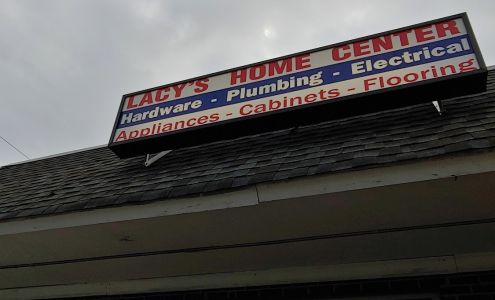 LACY'S HOME CENTER
Hardware - Plumbing - Electrical
Appliances - Cabinets - Flooring